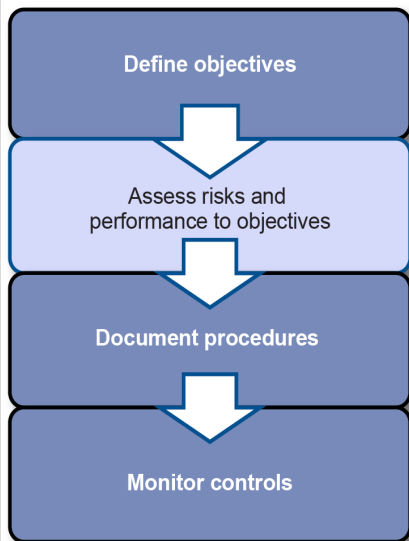 Define objectives
Assess risks and
performance to objectives
Document procedures
Monitor controls